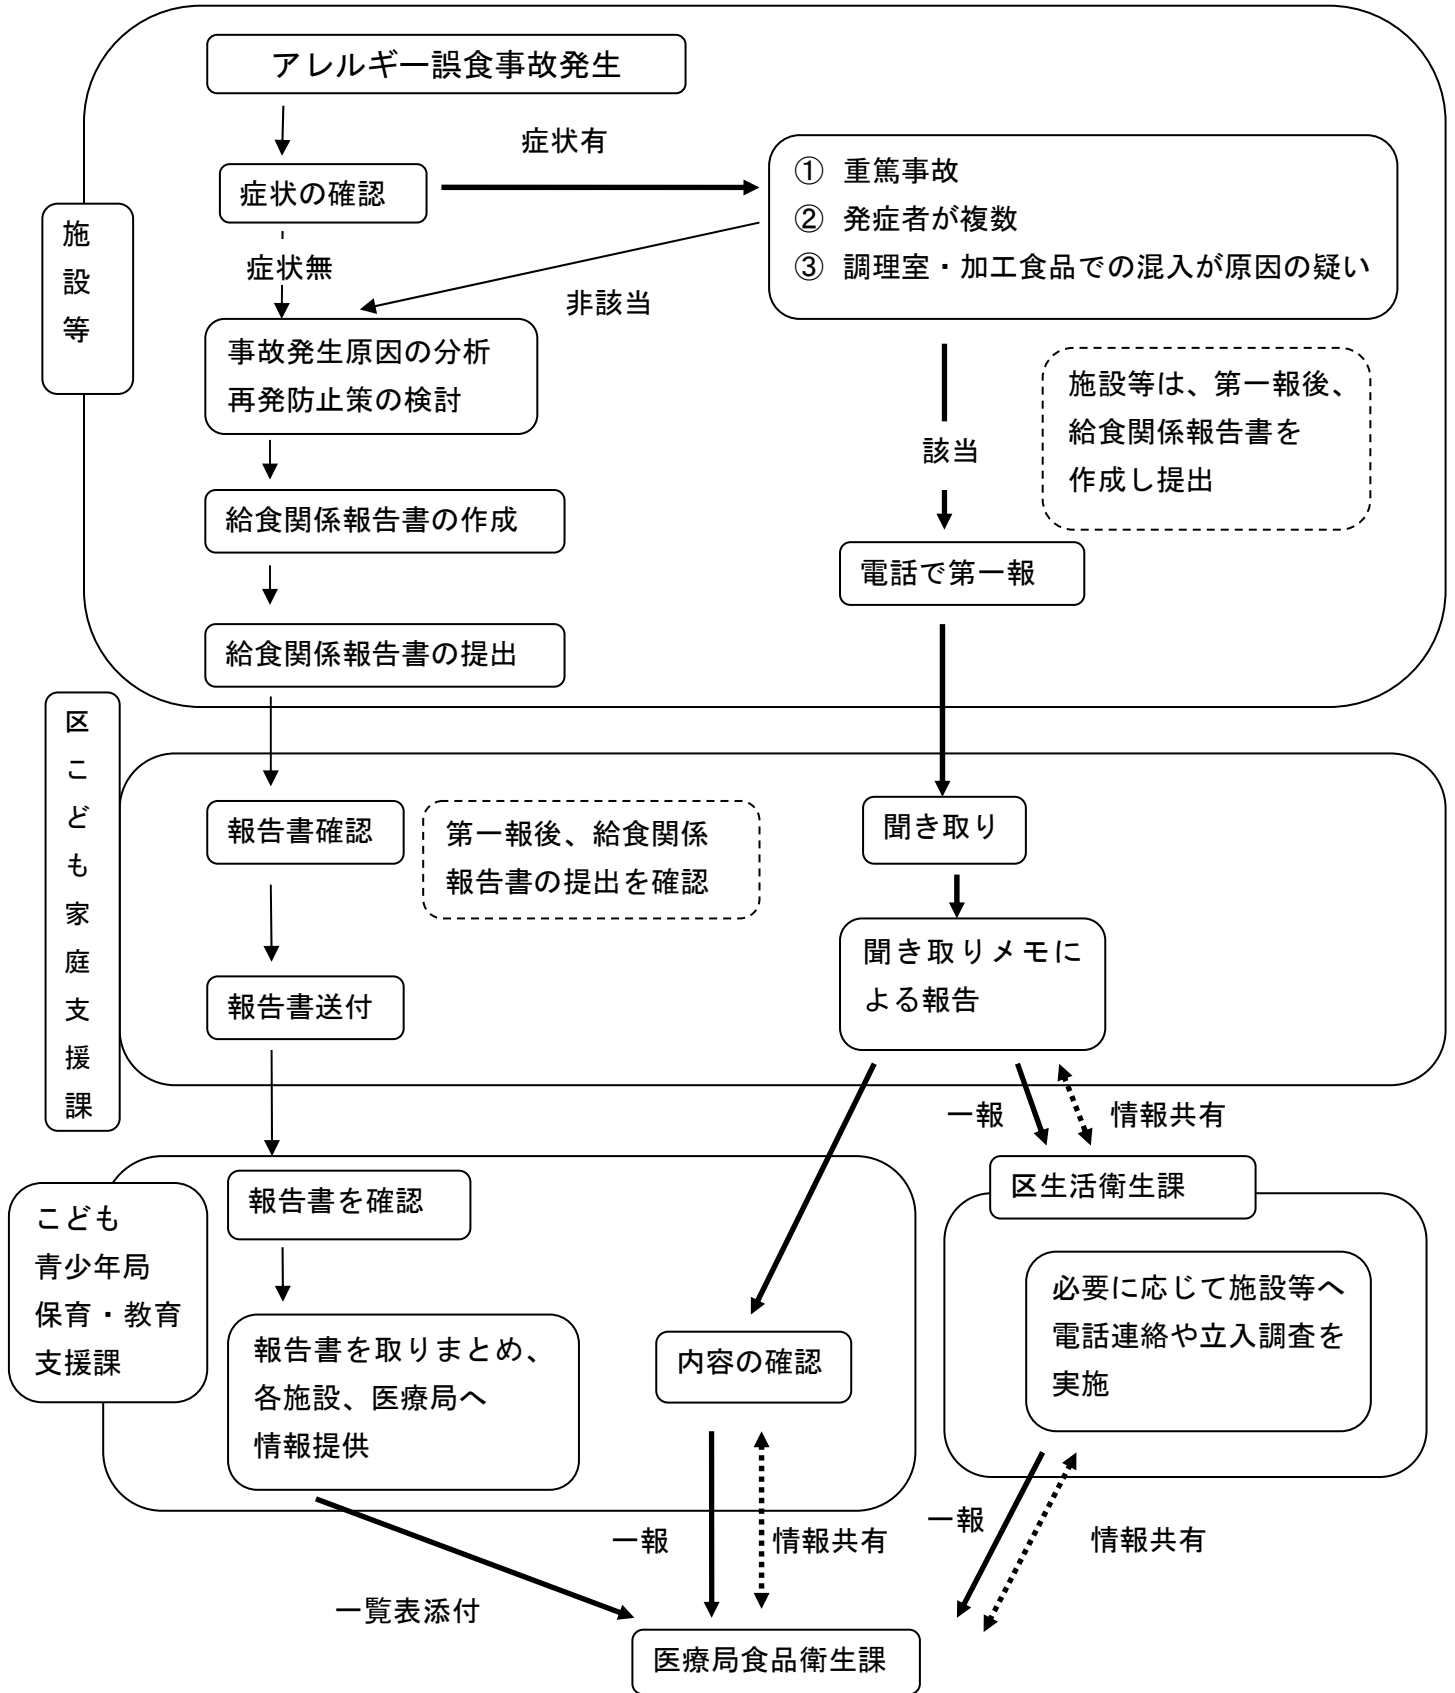 アレルギー誤食事故発生
症状有
症状の確認
① 重篤事故
② 発症者が複数
③ 調理室・加工食品での混入が原因の疑い
施設等
症状無
非該当
事故発生原因の分析
再発防止策の検討
該当
施設等は、第一報後、
給食関係報告書を
作成し提出
給食関係報告書の作成
電話で第一報
給食関係報告書の提出
区こども家庭支援課
報告書確認
第一報後、給食関係
報告書の提出を確認
聞き取り
報告書送付
聞き取りメモに
よる報告
一報
情報共有
こども
青少年局
保育・教育
支援課
報告書を確認
区生活衛生課
報告書を取りまとめ、
各施設、医療局へ
情報提供
内容の確認
必要に応じて施設等へ
電話連絡や立入調査を
実施
一報
情報共有
一報
情報共有
一覧表添付
医療局食品衛生課